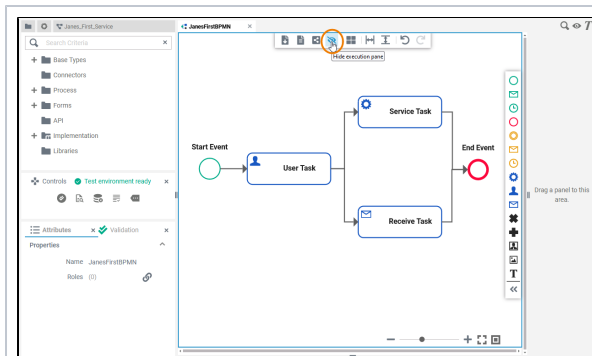 Janes_First_Service
JanesFirstBPMN
Search Criteria
Base Types
Connectors
Process
Forms
API
Implementation
Libraries
Controls
Test environment ready
Attributes
Validation
Properties
Name JanesFirstBPMN
Roles (0)
Hide execution pane
Start Event
User Task
Service Task
Receive Task
End Event
T
T
Drag a panel to this
area.